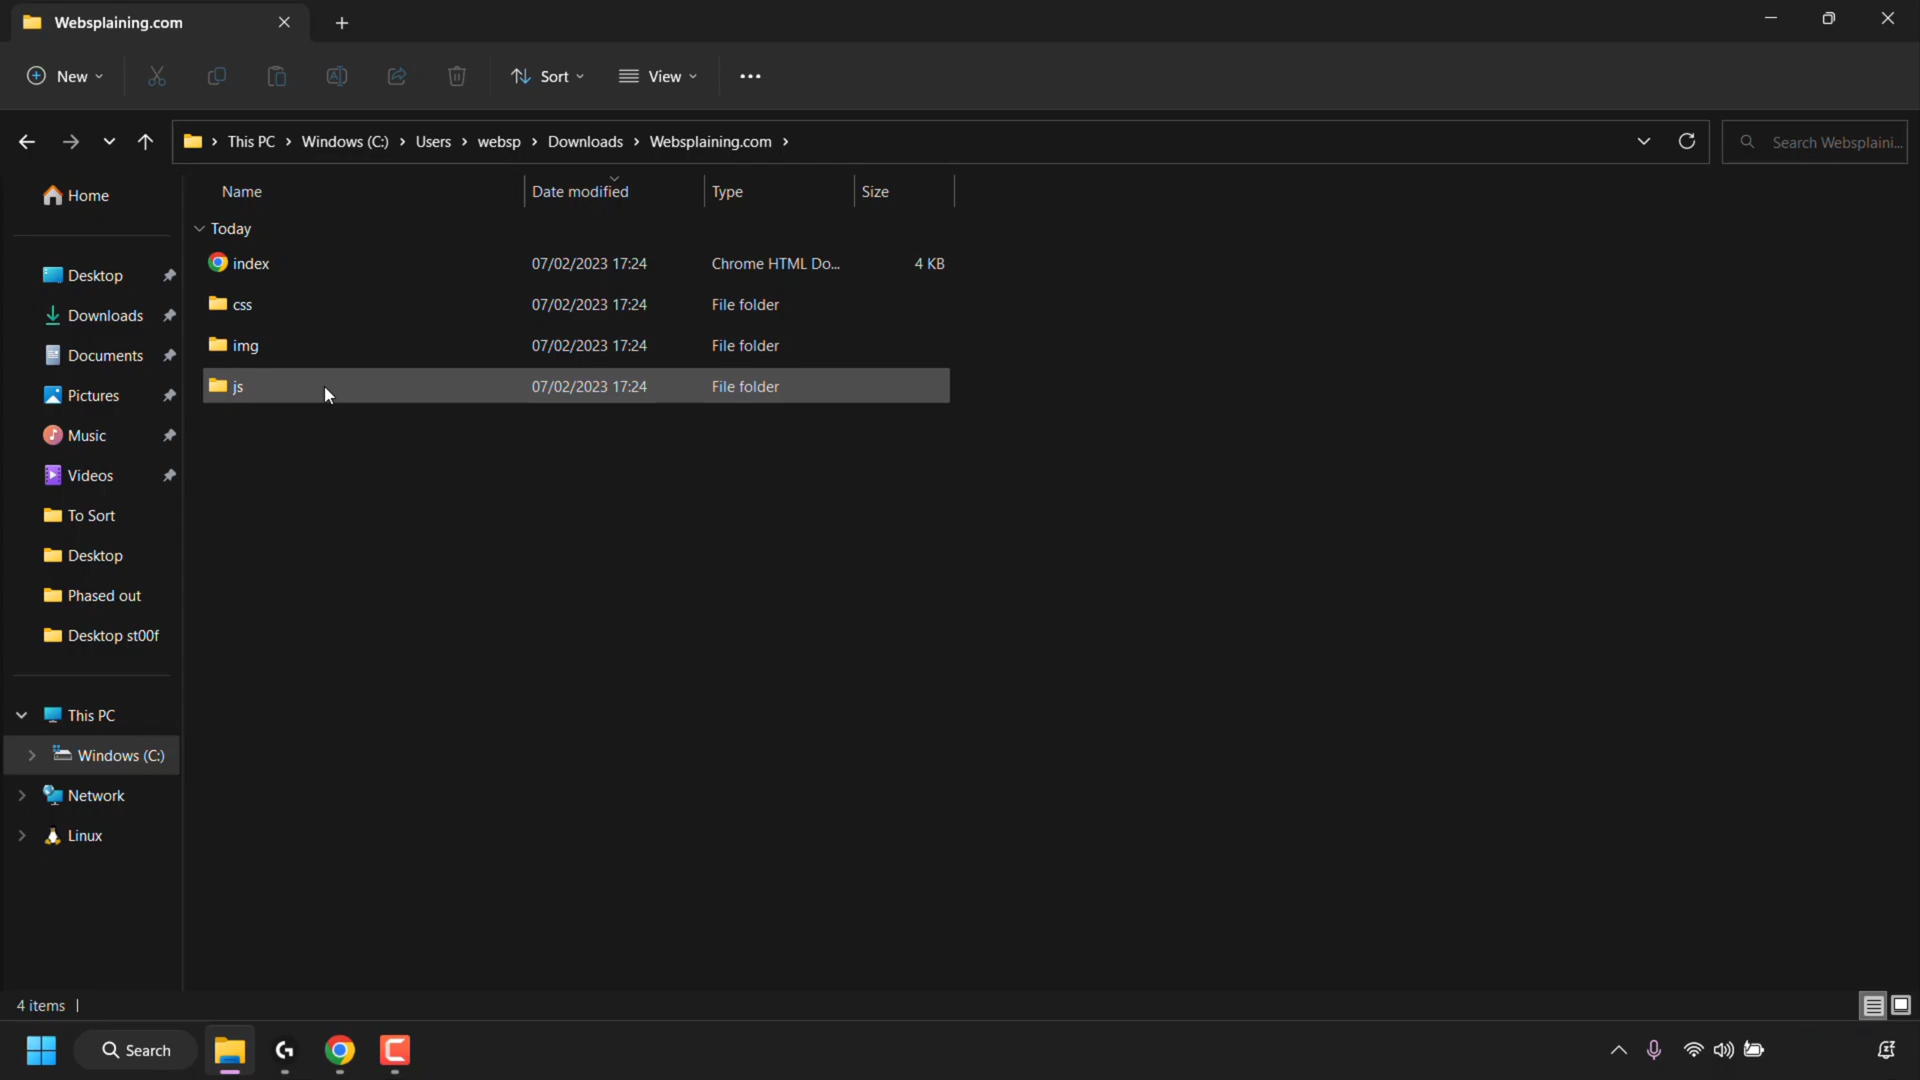 Websplaining.com
New
Sort
View
This PC
Windows (C:)
Users
websp
Downloads
Websplaining.com
Search Websplaini...
Name
Date modified
Type
Size
Today
index 07/02/2023 17:24 Chrome HTML Do... 4 KB
css 07/02/2023 17:24 File folder
img 07/02/2023 17:24 File folder
js 07/02/2023 17:24 File folder
Home
Desktop
Downloads
Documents
Pictures
Music
Videos
To Sort
Desktop
Phased out
Desktop st00f
This PC
Windows (C:)
Network
Linux
4 items
Search